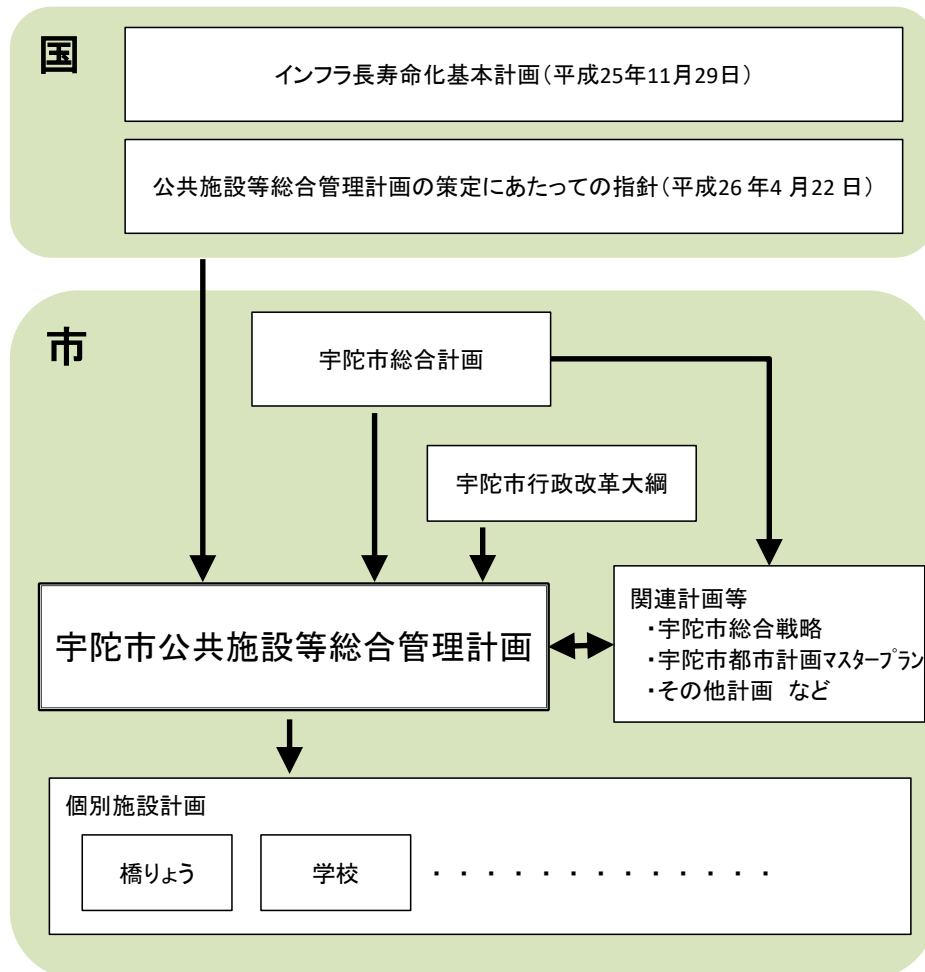 国
インフラ長寿命化基本計画（平成25年11月29日）
公共施設等総合管理計画の策定にあたっての指針（平成26 年4 月22 日）
市
宇陀市総合計画
宇陀市行政改革大綱
宇陀市公共施設等総合管理計画
関連計画等
・宇陀市総合戦略
・宇陀市都市計画ﾏｽﾀｰﾌﾟﾗﾝ
・その他計画　など
個別施設計画
橋りょう
学校
・・・・・・・・・・・・・